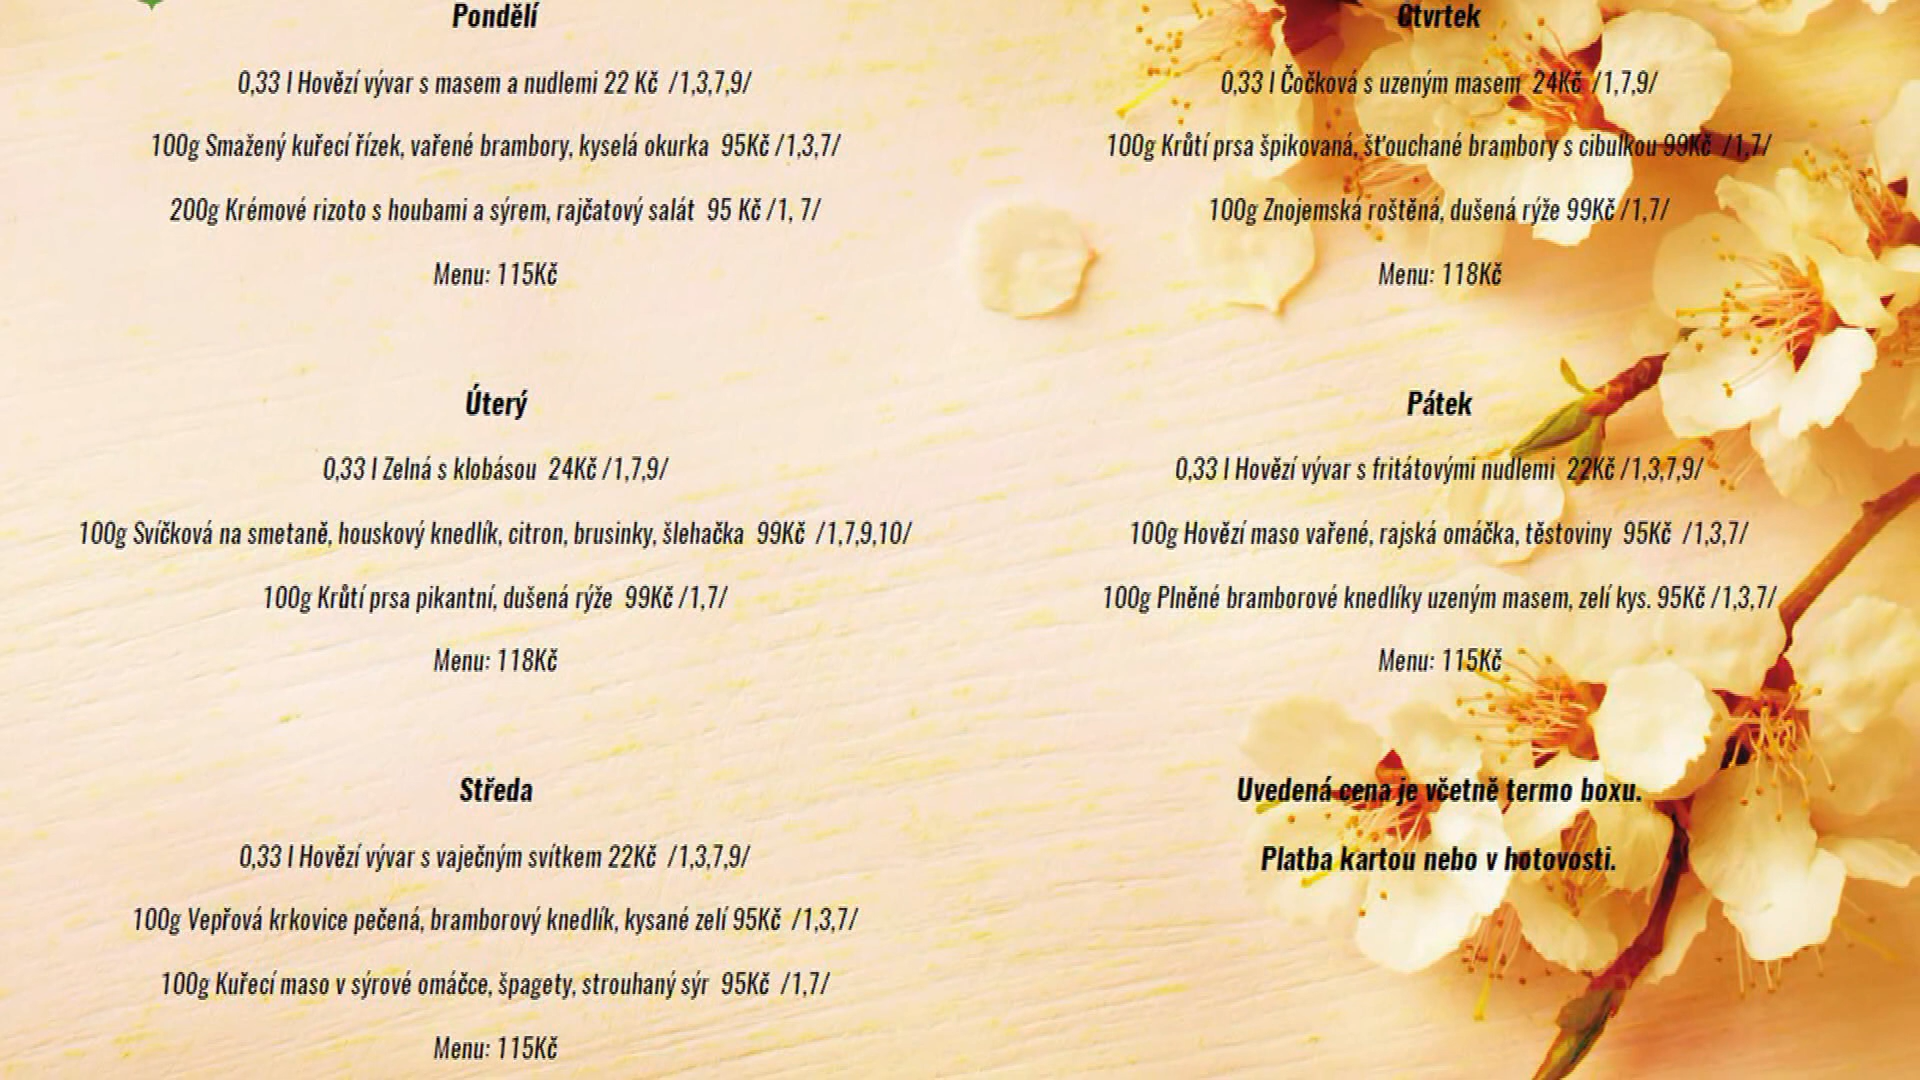 Pondělí
0,33 l Hovězí vývar s masem a nudlemi 22 Kč /1,3,7,9/
100g Smažený kuřecí řízek, vařené brambory, kyselá okurka 95Kč /1,3,7/
200g Krémové rizoto s houbami a sýrem, rajčatový salát 95 Kč /1, 7/
Menu: 115Kč
Úterý
0,33 l Zelná s klobásou 24Kč /1,7,9/
100g Svíčková na smetaně, houskový knedlík, citron, brusinky, šlehačka 99Kč /1,7,9,10/
100g Krůtí prsa pikantní, dušená rýže 99Kč /1,7/
Menu: 118Kč
Středa
0,33 l Hovězí vývar s vaječným svítkem 22Kč /1,3,7,9/
100g Vepřová krkovice pečená, bramborový knedlík, kysané zelí 95Kč /1,3,7/
100g Kuřecí maso v sýrové omáčce, špagety, strouhaný sýr 95Kč /1,7/
Menu: 115Kč
Čtvrtek
0,33 l Čočková s uzeným masem 24Kč /1,7,9/
100g Krůtí prsa špikovaná, šťouchané brambory s cibulkou 99Kč /1,7/
100g Znojemská roštěná, dušená rýže 99Kč /1,7/
Menu: 118Kč
Pátek
0,33 l Hovězí vývar s fritátovými nudlemi 22Kč /1,3,7,9/
100g Hovězí maso vařené, rajská omáčka, těstoviny 95Kč /1,3,7/
100g Plněné bramborové knedlíky uzeným masem, zelí kys. 95Kč /1,3,7/
Menu: 115Kč
Uvedená cena je včetně termo boxu.
Platba kartou nebo v hotovosti.